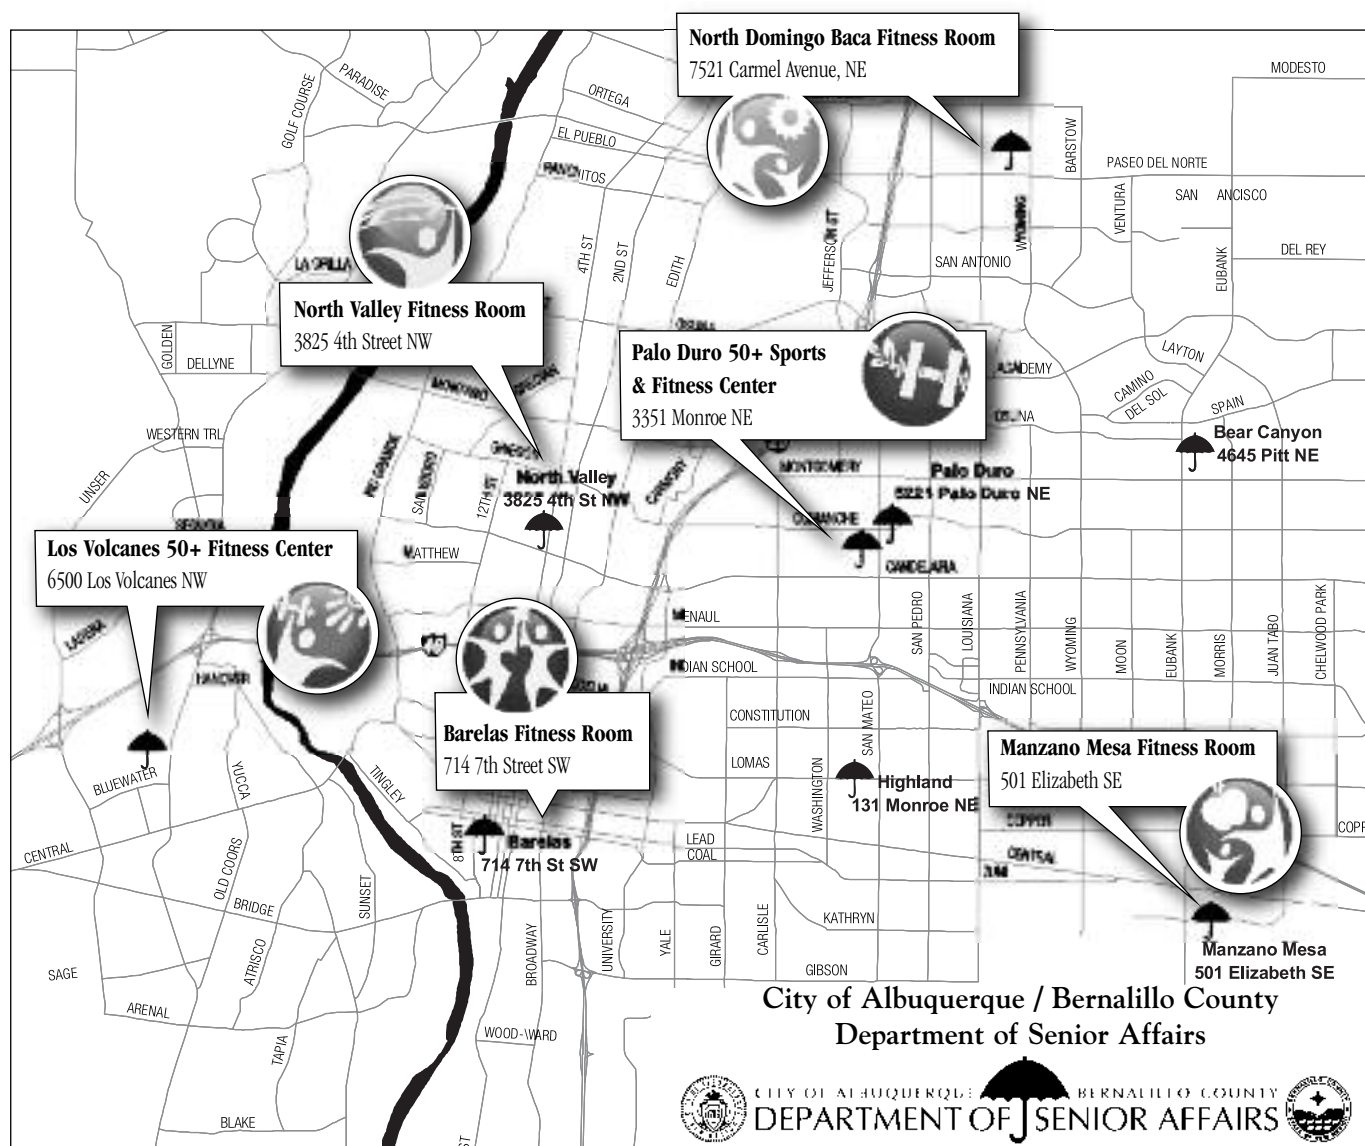 North Domingo Baca Fitness Room
7521 Carmel Avenue, NE
MODESTO
PARADISE
GOLF COURSE
ORTEGA
EL PUEBLO
BARSTOW
PASEO DEL NORTE
VENTURA
SAN ANCISCO
WYOMING
JEFFERSON ST
4TH ST
2ND ST
EDITH
SAN ANTONIO
EUBANK
DEL REY
North Valley Fitness Room
3825 4th Street NW
GOLDEN
DELLYNE
Palo Duro 50+ Sports
& Fitness Center
3351 Monroe NE
LAYTON
CAMINO
DEL SOL
SPAIN
WESTERN TRL
UNSER
12TH ST
North Valley
3825 4th St NW
MONTGOMERY
Palo Duro
5221 Palo Duro NE
Bear Canyon
4645 Pitt NE
COMANCHE
CANDELARIA
MATTHEW
Los Volcanes 50+ Fitness Center
6500 Los Volcanes NW
LADERA
HANOVER
MENAUL
INDIAN SCHOOL
SAN PEDRO
LOUISIANA
PENNSYLVANIA
WYOMING
MOON
EUBANK
MORRIS
JUAN TABO
CHELWOOD PARK
INDIAN SCHOOL
CONSTITUTION
SAN MATEO
Barelas Fitness Room
714 7th Street SW
Manzano Mesa Fitness Room
501 Elizabeth SE
BLUEWATER
YUCA
TINGLEY
LOMAS
WASHINGTON
Highland
131 Monroe NE
COPPER
COPP
CENTRAL
CENTRAL
8TH ST
Barelas
714 7th St SW
LEAD
COAL
OLD COORS
BRIDGE
SUNSET
ATRISCO
BROADWAY
UNIVERSITY
YALE
GIRARD
CARLISLE
KATHRYN
GIBSON
SAGE
ARENAL
TAPIA
WOOD-WARD
BLAKE
ST
Manzano Mesa
501 Elizabeth SE
City of Albuquerque / Bernalillo County
Department of Senior Affairs
CITY OF ALBUQUERQUE BERNALILLO COUNTY
DEPARTMENT OF SENIOR AFFAIRS